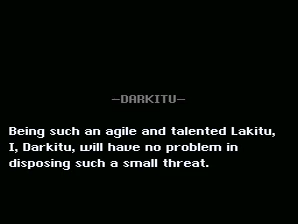 —DARKITU—
Being such an agile and talented Lakitu,
I, Darkitu, will have no problem in
disposing such a small threat.